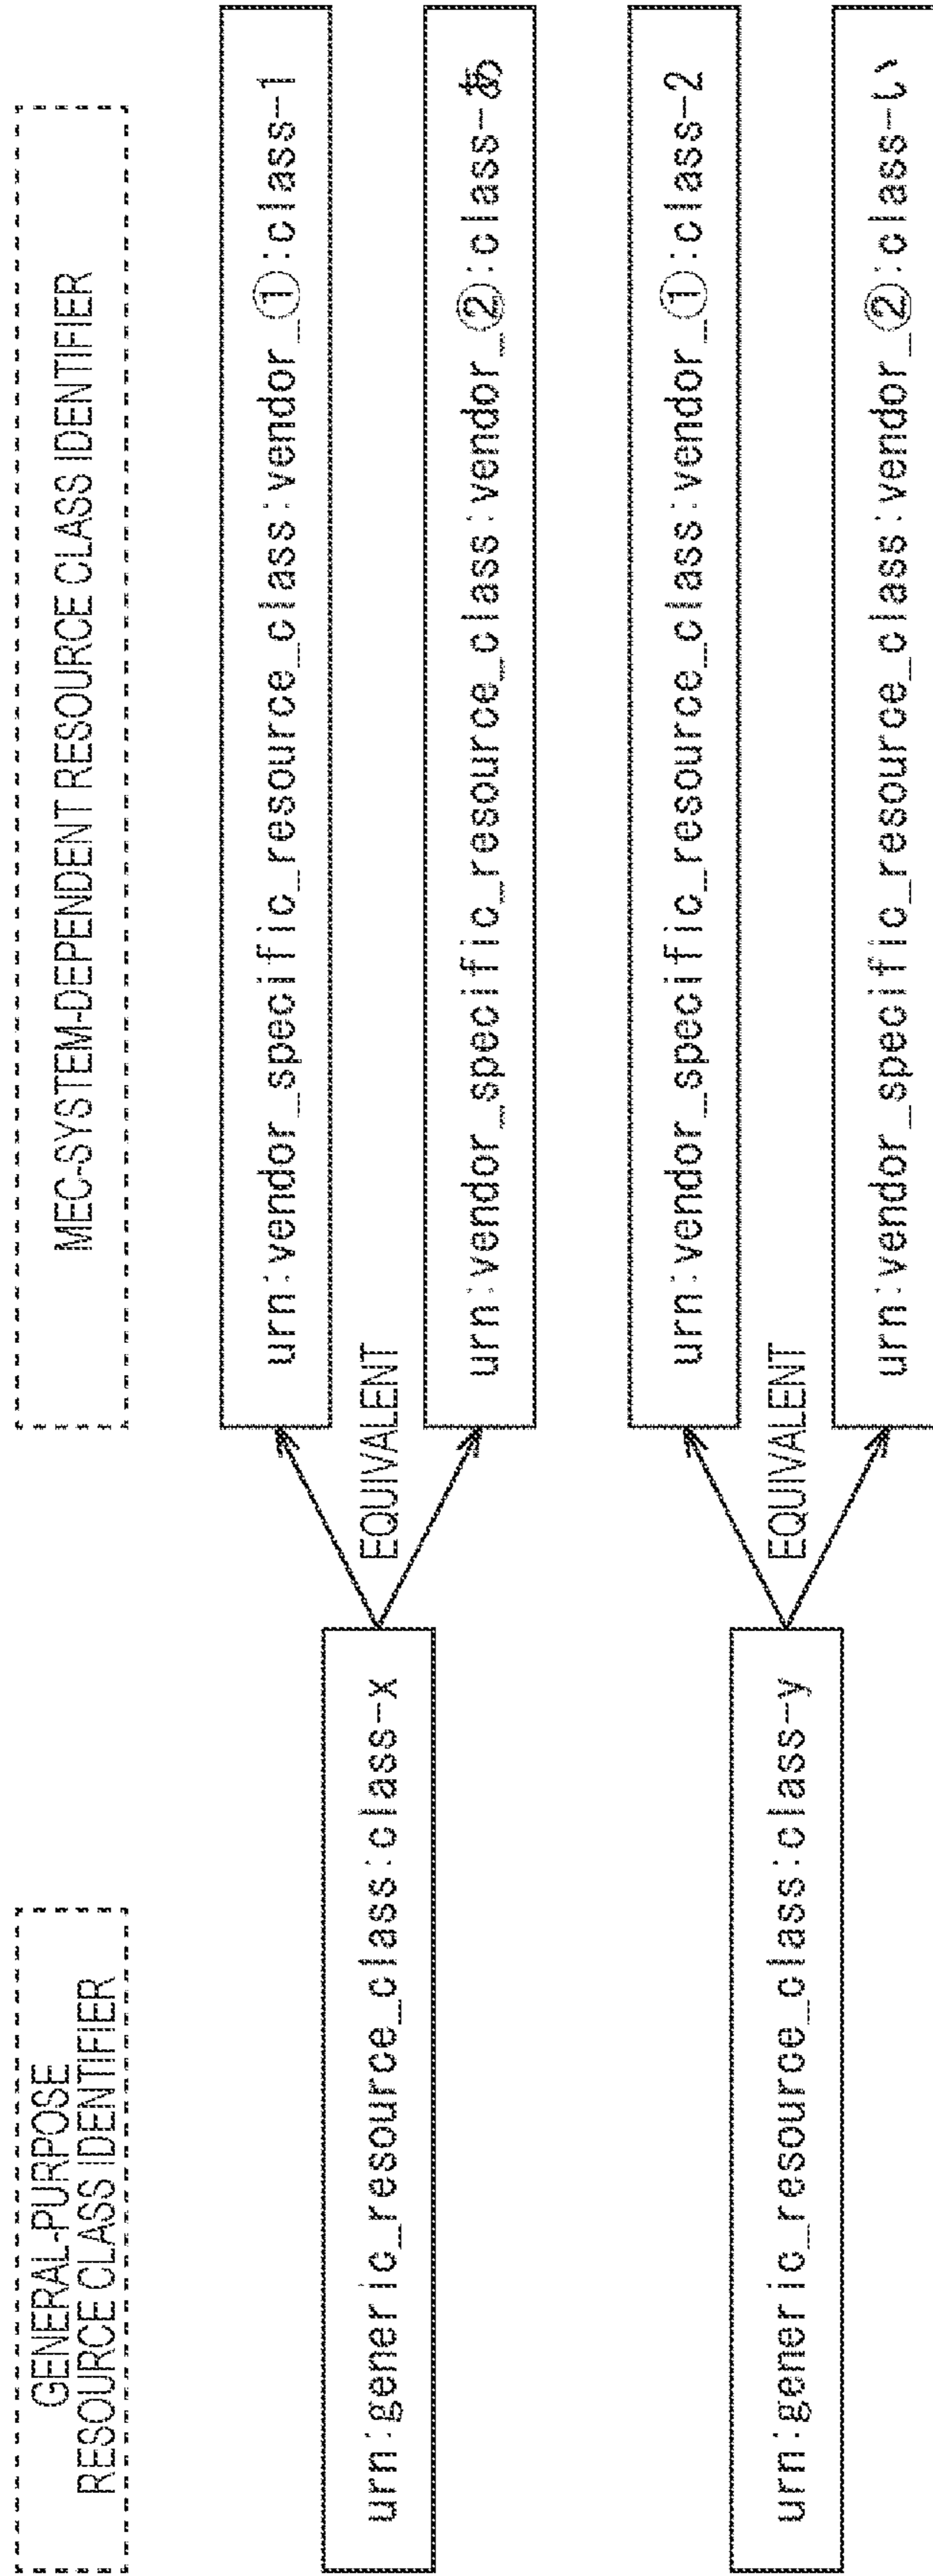 GENERAL-PURPOSE
RESOURCE CLASS IDENTIFIER
MEC-SYSTEM-DEPENDENT RESOURCE CLASS IDENTIFIER
urn:generic_resource_class:class-x
EQUIVALENT
urn:vendor_specific_resource_class:vendor_①:class-1
urn:vendor_specific_resource_class:vendor_②:class-あ
urn:generic_resource_class:class-y
EQUIVALENT
urn:vendor_specific_resource_class:vendor_①:class-2
urn:vendor_specific_resource_class:vendor_②:class-い